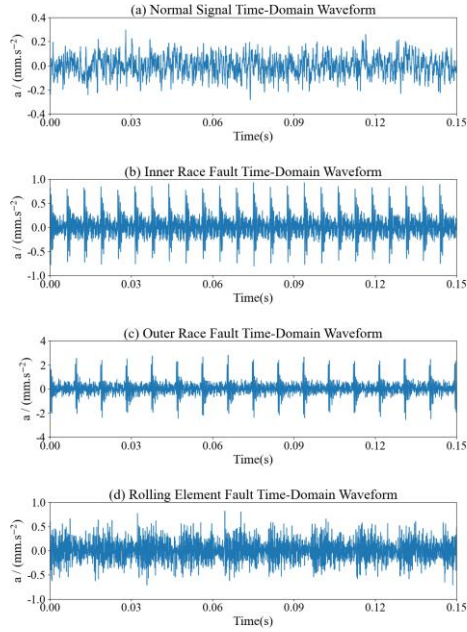 (a) Normal Signal Time-Domain Waveform
0.4
0.2
0.0
-0.2
-0.4
a / (mm.s⁻²)
0.00 0.03 0.06 0.09 0.12 0.15
Time(s)
(b) Inner Race Fault Time-Domain Waveform
1.0
0.5
0.0
-0.5
-1.0
a / (mm.s⁻²)
0.00 0.03 0.06 0.09 0.12 0.15
Time(s)
(c) Outer Race Fault Time-Domain Waveform
4
2
0
-2
-4
a / (mm.s⁻²)
0.00 0.03 0.06 0.09 0.12 0.15
Time(s)
(d) Rolling Element Fault Time-Domain Waveform
1.0
0.5
0.0
-0.5
-1.0
a / (mm.s⁻²)
0.00 0.03 0.06 0.09 0.12 0.15
Time(s)